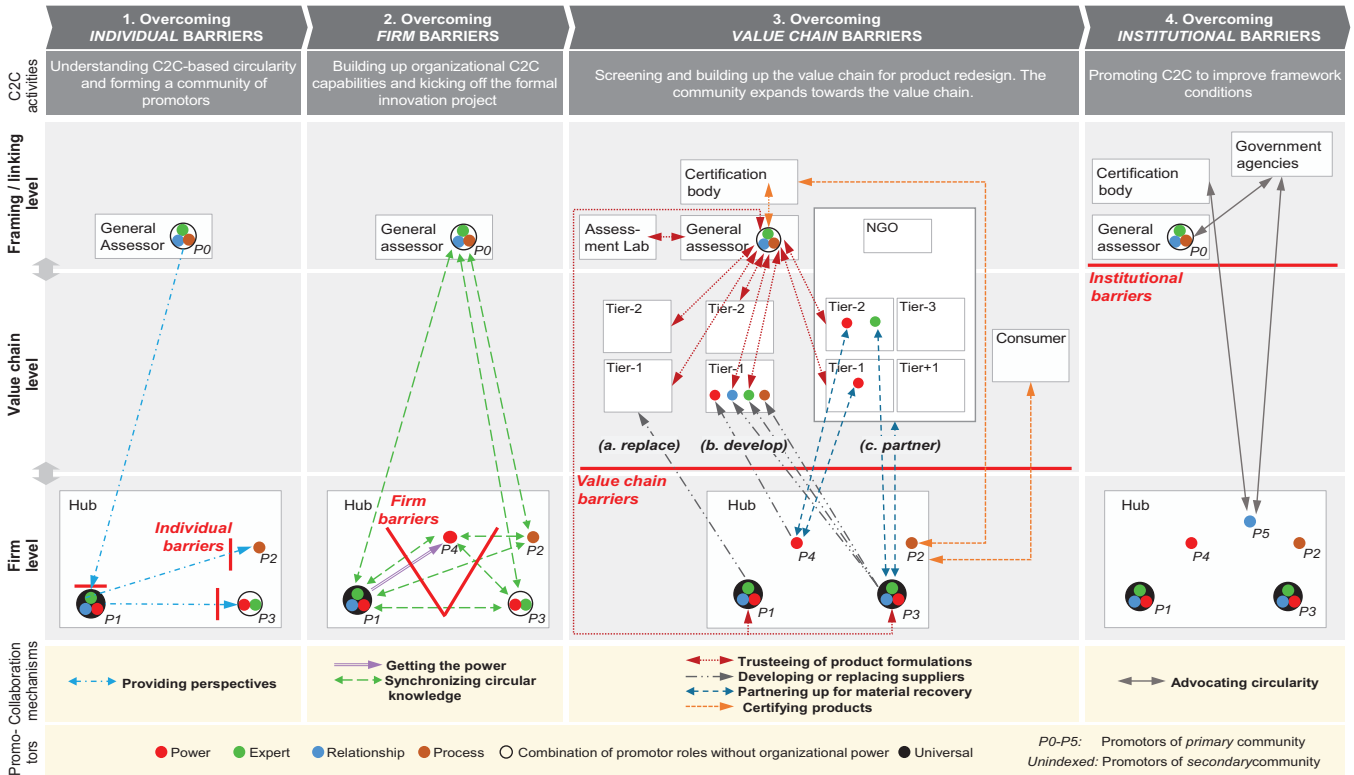 1. Overcoming
INDIVIDUAL BARRIERS
2. Overcoming
FIRM BARRIERS
3. Overcoming
VALUE CHAIN BARRIERS
4. Overcoming
INSTITUTIONAL BARRIERS
C2C
activities
Understanding C2C-based circularity
and forming a community of
promotors
Building up organizational C2C
capabilities and kicking off the formal
innovation project
Screening and building up the value chain for product redesign. The
community expands towards the value chain.
Promoting C2C to improve framework
conditions
Framing / linking
level
General
Assessor
P0
General
assessor
P0
Certification
body
Assess-
ment Lab
General
assessor
NGO
Government
agencies
Certification
body
General
assessor
P0
Institutional
barriers
Value chain
level
Tier-2
Tier-2
Tier-2
Tier-3
Tier-1
Tier-1
Tier-1
Tier+1
Consumer
(a. replace)
(b. develop)
(c. partner)
Value chain
barriers
Firm
level
Hub
Individual
barriers
P2
P1
P3
Hub
Firm
barriers
P4
P2
P1
P3
Hub
P4
P2
P1
P3
Hub
P5
P4
P2
P1
P3
Collaboration
mechanisms
Providing perspectives
Getting the power
Synchronizing circular
knowledge
Trusteeing of product formulations
Developing or replacing suppliers
Partnering up for material recovery
Certifying products
Advocating circularity
Promo-
tors
Power
Expert
Relationship
Process
Combination of promotor roles without organizational power
Universal
P0-P5: Promotors of primary community
Unindexed: Promotors of secondarycommunity